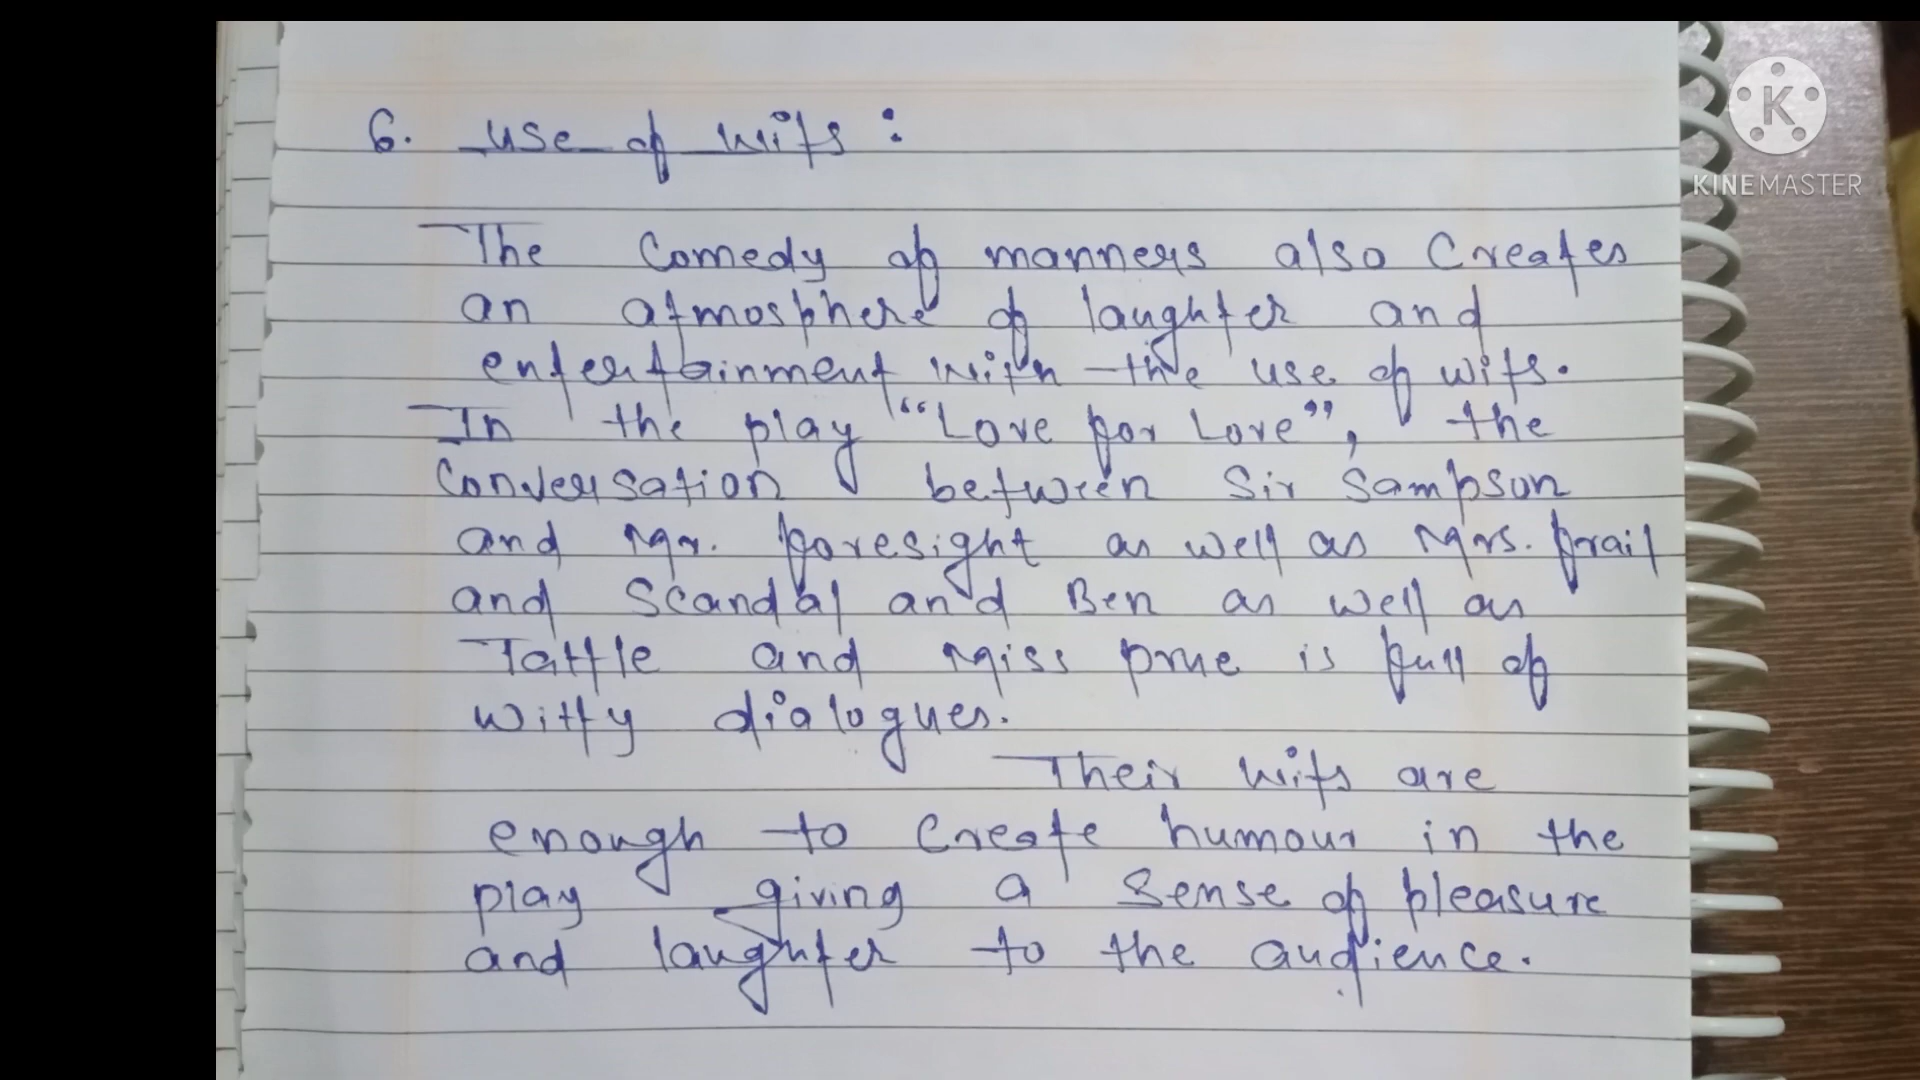 6. Use of wits:
The Comedy of manners also Creates
an atmosphere of laughter and
entertainment with the use of wits.
In the play "Love for Love", the
Conversation between Sir Sampson
and Mr. Foresight as well as Mrs. Frail
and Scandal and Ben as well as
Tattle and Miss prue is full of
witty dialogues.
Their wits are
enough to Create humour in the
play giving a Sense of pleasure
and laughter to the audience.
K
KINEMASTER